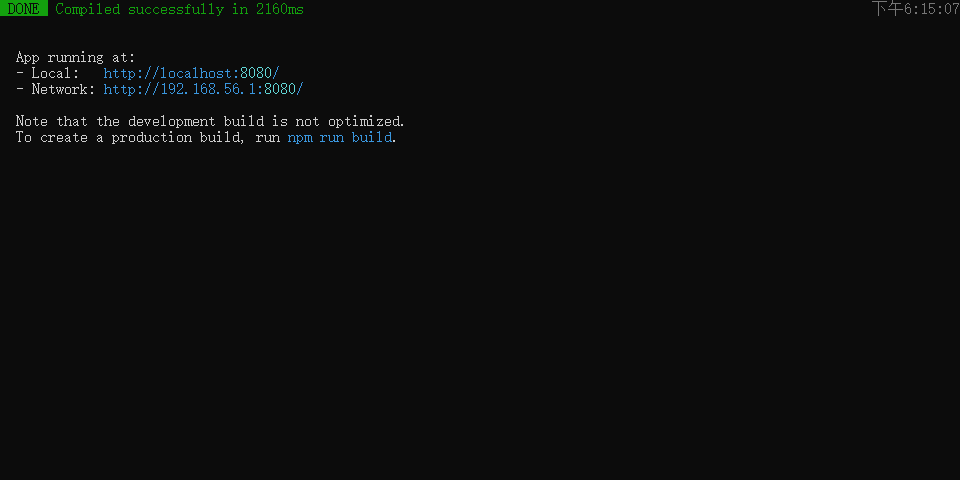 DONE Compiled successfully in 2160ms 下午6:15:07
App running at:
- Local: http://localhost:8080/
- Network: http://192.168.56.1:8080/
Note that the development build is not optimized.
To create a production build, run npm run build.